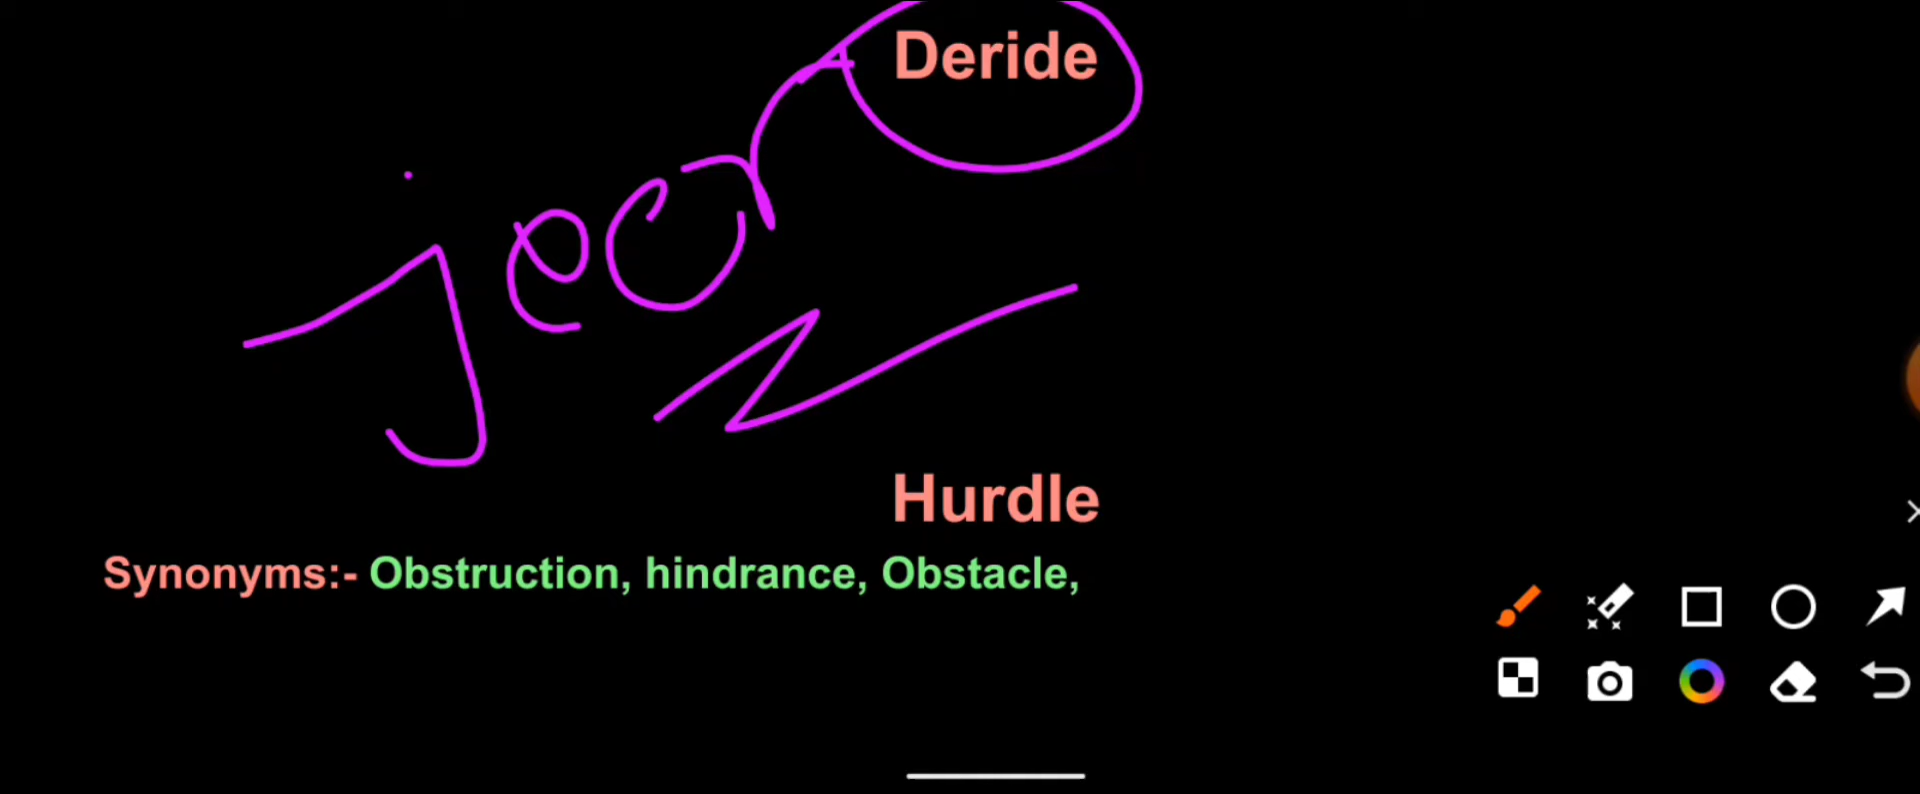 Deride
jeer
Hurdle
Synonyms:- Obstruction, hindrance, Obstacle,